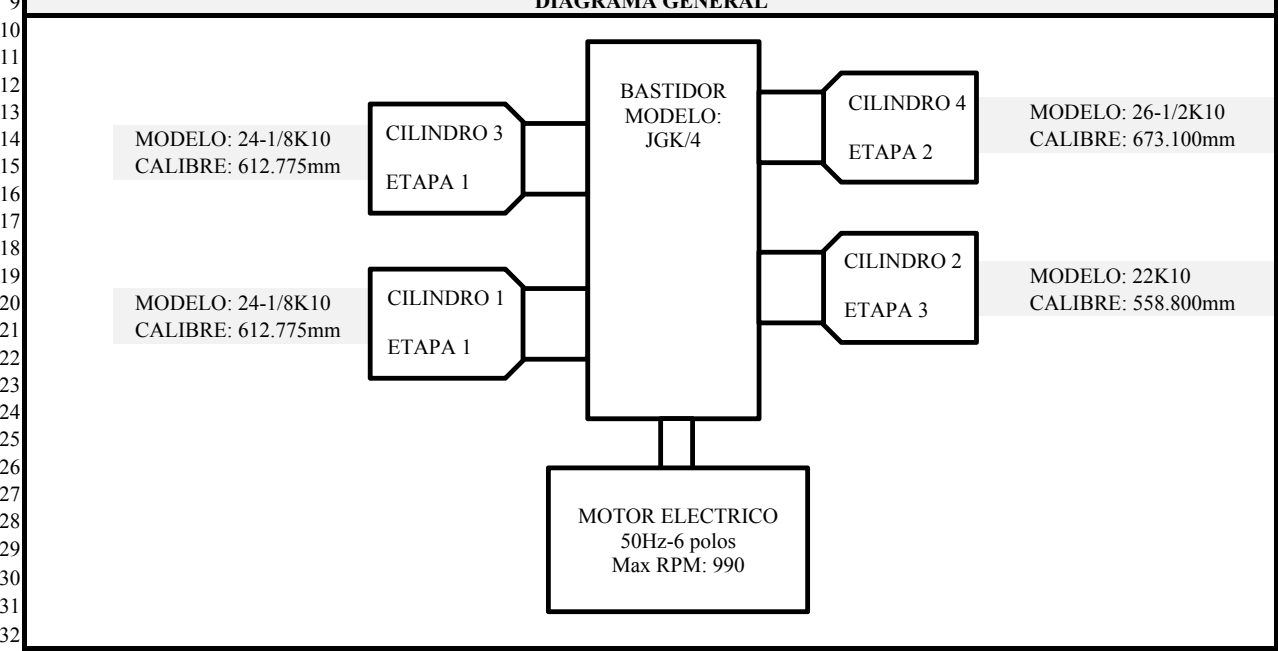 DIAGRAMA GENERAL
9
10
11
12
13
14
15
16
17
18
19
20
21
22
23
24
25
26
27
28
29
30
31
32
BASTIDOR
MODELO:
JGK/4
CILINDRO 3
ETAPA 1
MODELO: 24-1/8K10
CALIBRE: 612.775mm
CILINDRO 4
ETAPA 2
MODELO: 26-1/2K10
CALIBRE: 673.100mm
CILINDRO 1
ETAPA 1
MODELO: 24-1/8K10
CALIBRE: 612.775mm
CILINDRO 2
ETAPA 3
MODELO: 22K10
CALIBRE: 558.800mm
MOTOR ELECTRICO
50Hz-6 polos
Max RPM: 990